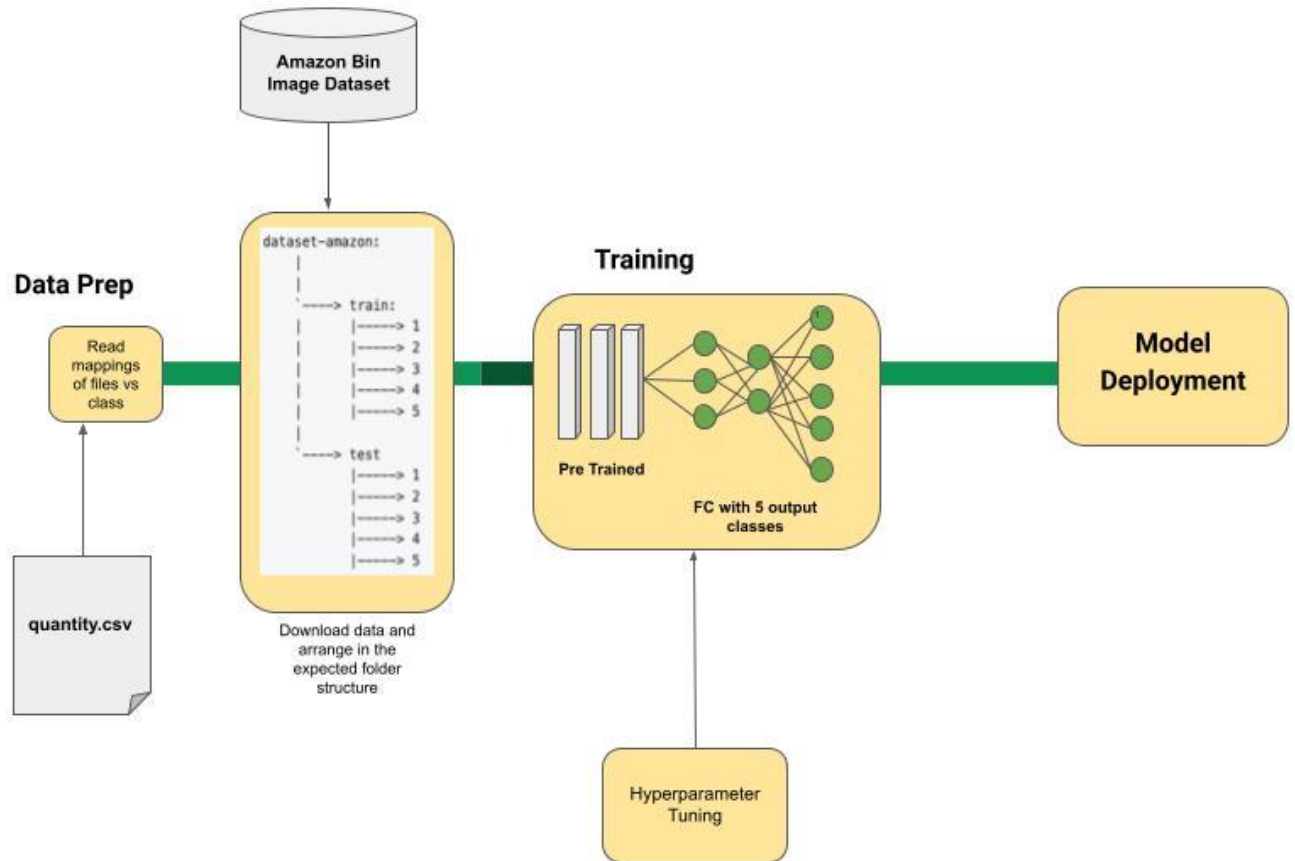 Amazon Bin
Image Dataset
Data Prep
Read
mappings
of files vs
class
quantity.csv
dataset-amazon:
|
|
`----> train:
| |-----> 1
| |-----> 2
| |-----> 3
| |-----> 4
| |-----> 5
|
`----> test
|-----> 1
|-----> 2
|-----> 3
|-----> 4
|-----> 5
Download data and
arrange in the
expected folder
structure
Training
1
Pre Trained
FC with 5 output
classes
Hyperparameter
Tuning
Model
Deployment